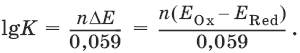 lgK = nΔE / 0,059 = n(E_Ox – E_Red) / 0,059 .